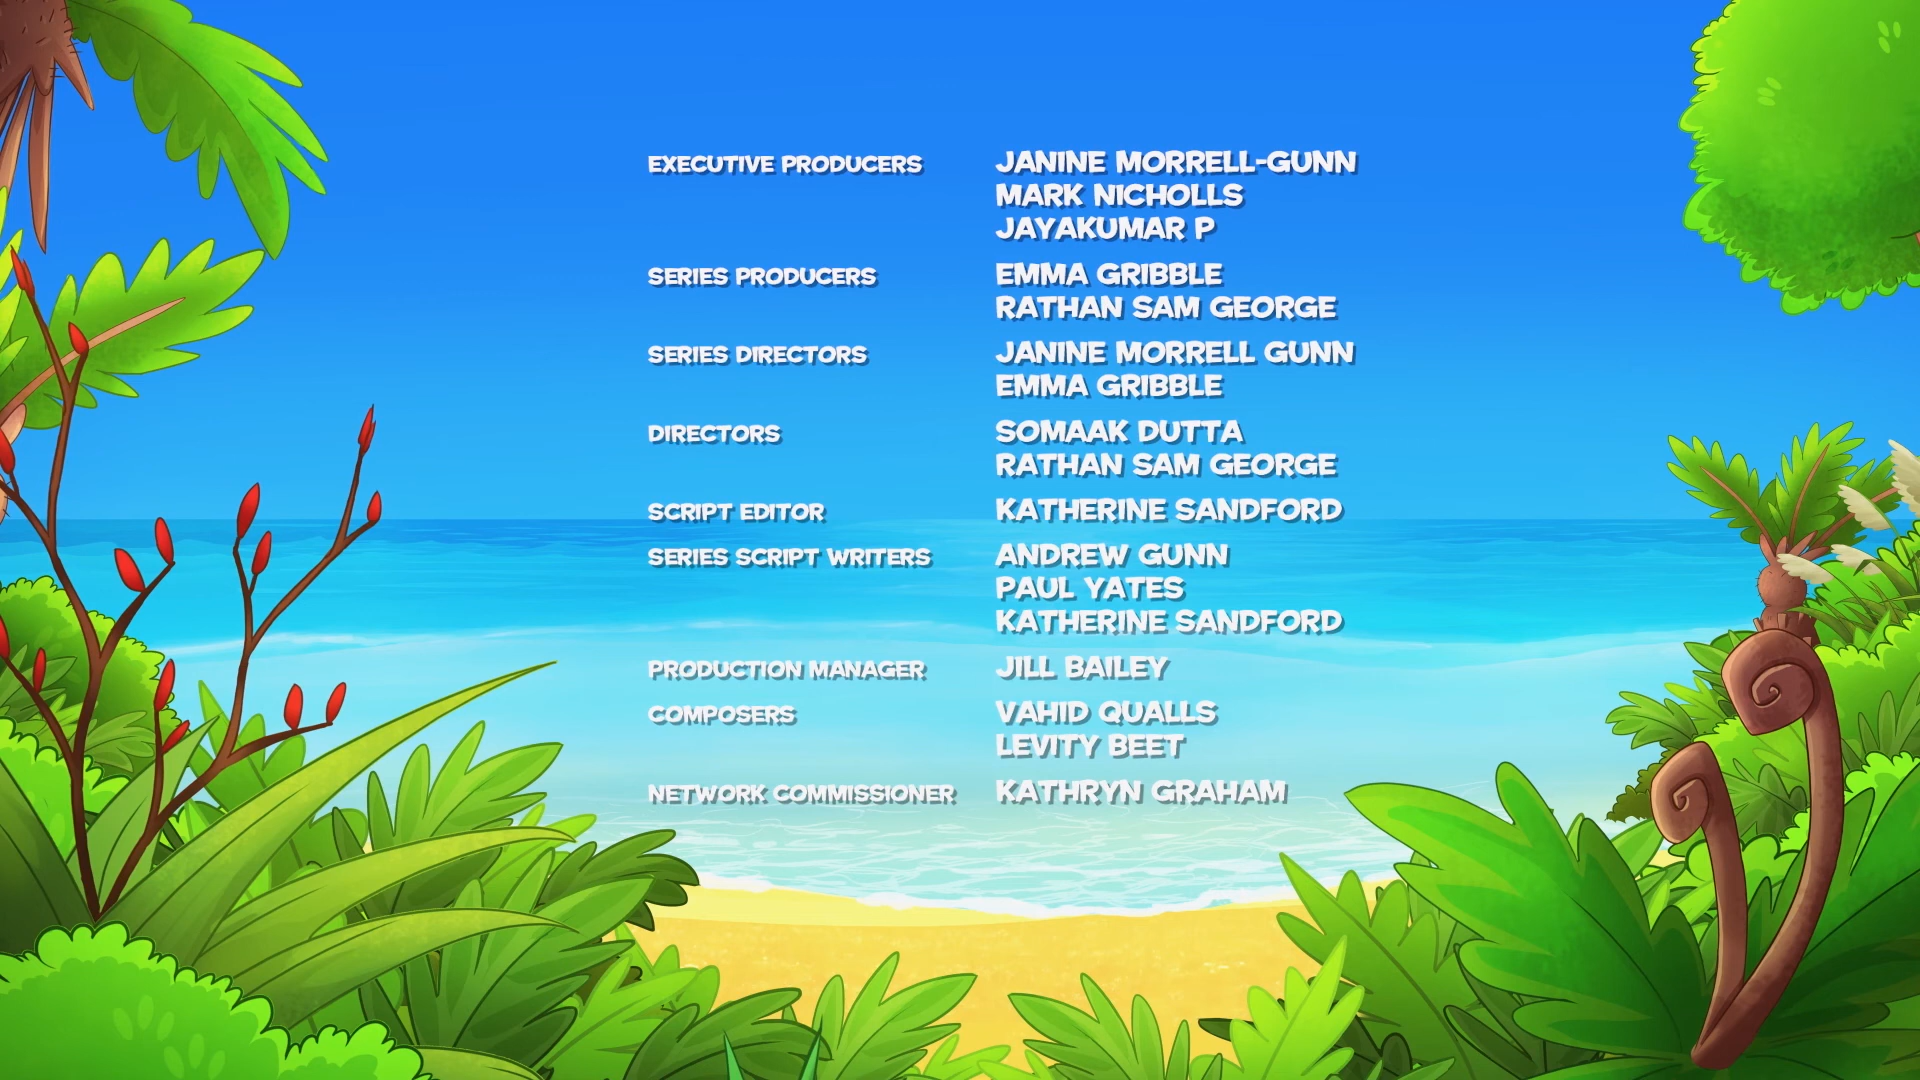 EXECUTIVE PRODUCERS JANINE MORRELL-GUNN
MARK NICHOLLS
JAYAKUMAR P
SERIES PRODUCERS EMMA GRIBBLE
RATHAN SAM GEORGE
SERIES DIRECTORS JANINE MORRELL GUNN
EMMA GRIBBLE
DIRECTORS SOMAAK DUTTA
RATHAN SAM GEORGE
SCRIPT EDITOR KATHERINE SANDFORD
SERIES SCRIPT WRITERS ANDREW GUNN
PAUL YATES
KATHERINE SANDFORD
PRODUCTION MANAGER JILL BAILEY
COMPOSERS VAHID QUALLS
LEVITY BEET
NETWORK COMMISSIONER KATHRYN GRAHAM